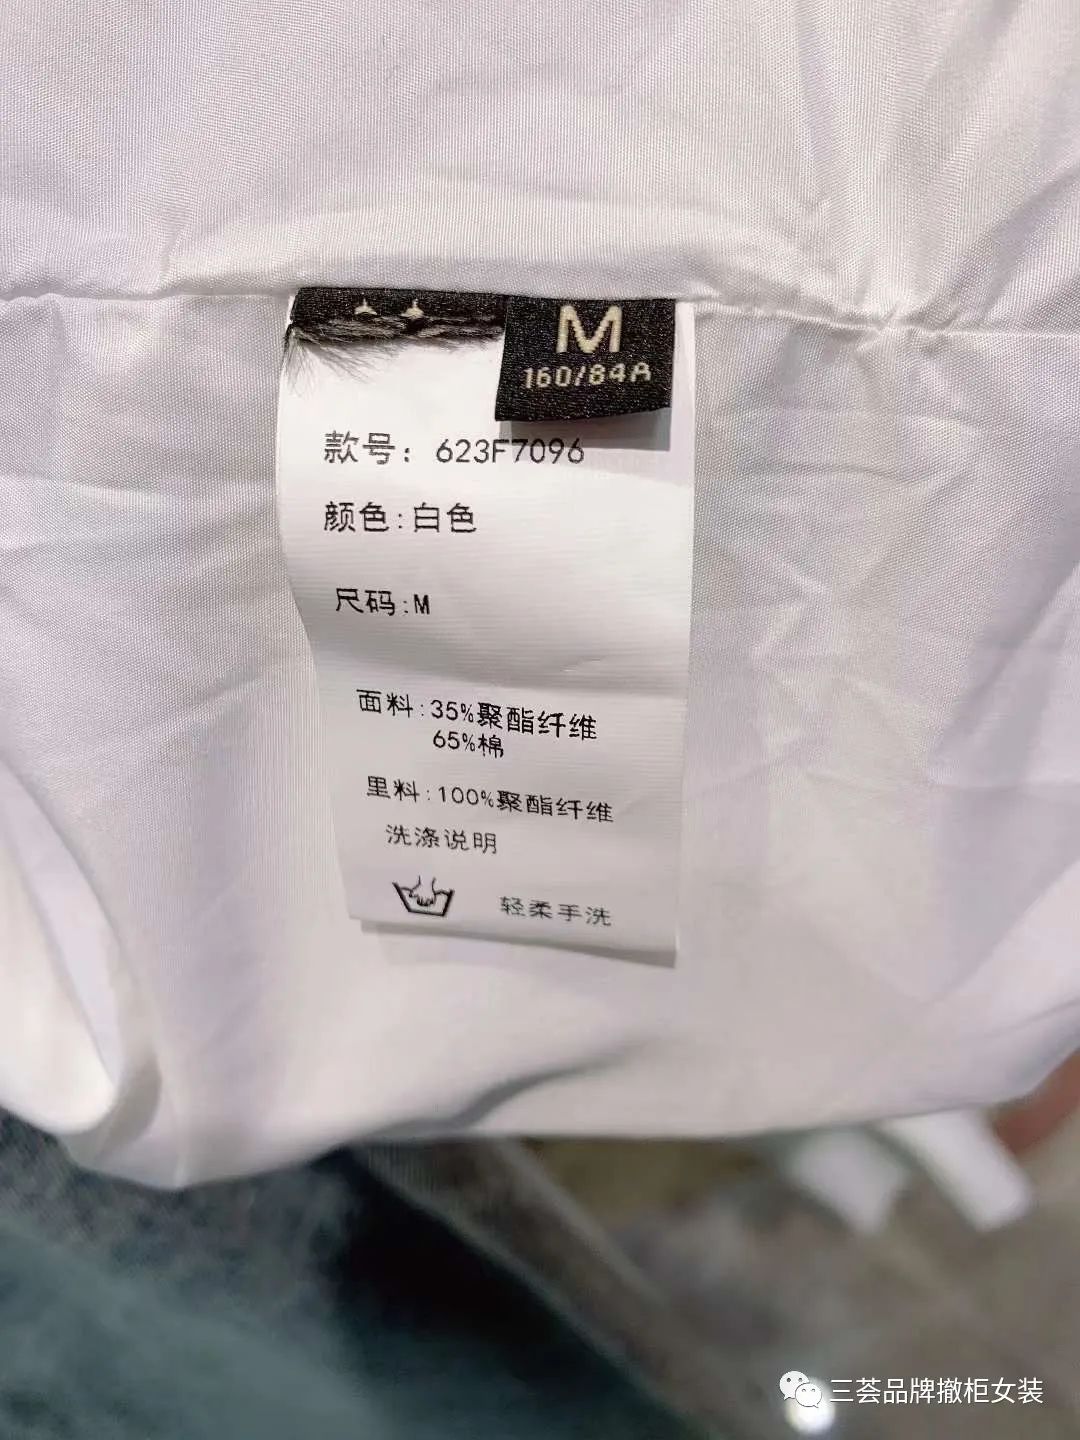 M
160/84A
款号: 623F7096
颜色:白色
尺码:M
面料:35%聚酯纤维
65%棉
里料:100%聚酯纤维
洗涤说明
轻柔手洗
三荟品牌撤柜女装